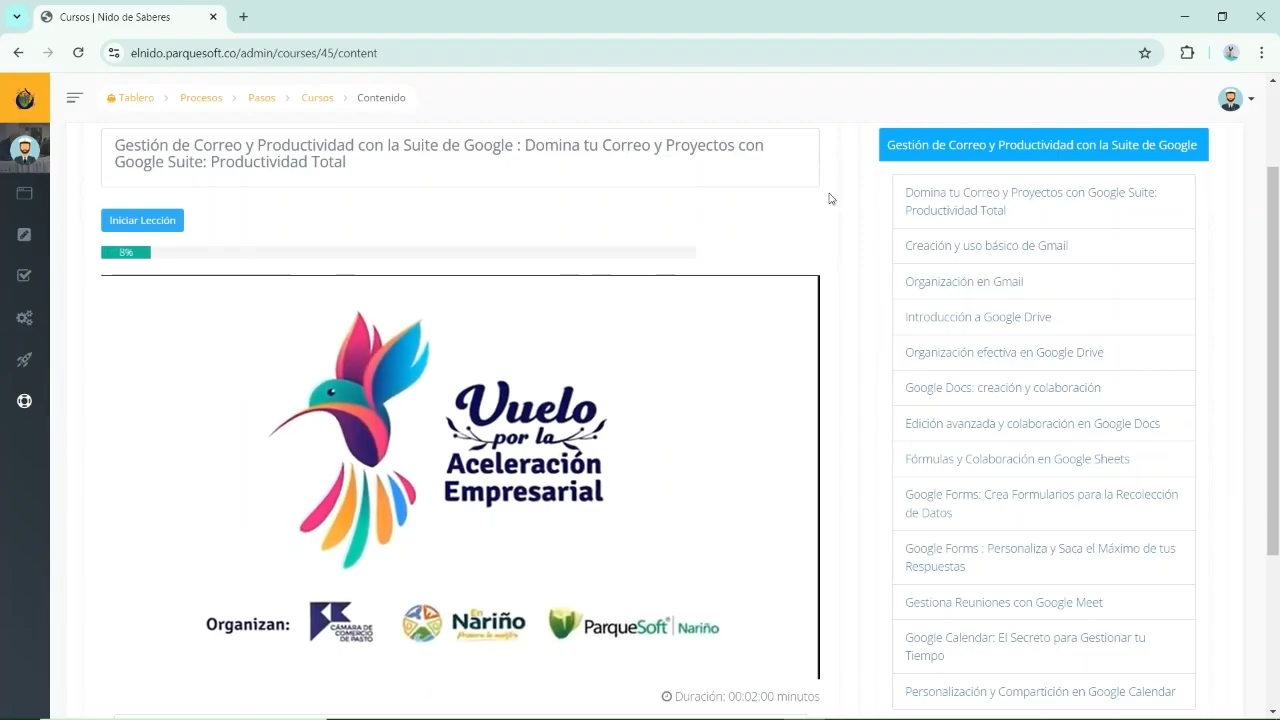 Cursos | Nido de Saberes
elnido.parquesoft.co/admin/courses/45/content
Tablero
Procesos
Pasos
Cursos
Contenido
Gestión de Correo y Productividad con la Suite de Google : Domina tu Correo y Proyectos con
Google Suite: Productividad Total
Iniciar Lección
8%
Vuelo
por la
Aceleración
Empresarial
Organizan:
CÁMARA DE
COMERCIO
DE PASTO
En
Nariño
ParqueSoft | Nariño
Duración: 00:02:00 minutos
Gestión de Correo y Productividad con la Suite de Google
Domina tu Correo y Proyectos con Google Suite:
Productividad Total
Creación y uso básico de Gmail
Organización en Gmail
Introducción a Google Drive
Organización efectiva en Google Drive
Google Docs: creación y colaboración
Edición avanzada y colaboración en Google Docs
Fórmulas y Colaboración en Google Sheets
Google Forms: Crea Formularios para la Recolección
de Datos
Google Forms : Personaliza y Saca el Máximo de tus
Respuestas
Gestiona Reuniones con Google Meet
Google Calendar: El Secreto para Gestionar tu
Tiempo
Personalización y Compartición en Google Calendar